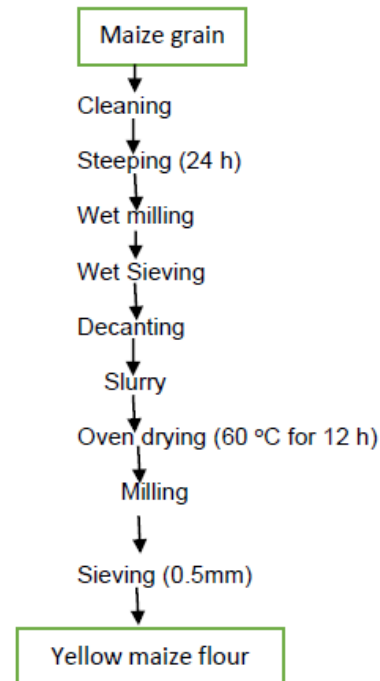 Maize grain
Cleaning
Steeping (24 h)
Wet milling
Wet Sieving
Decanting
Slurry
Oven drying (60 ºC for 12 h)
Milling
Sieving (0.5mm)
Yellow maize flour